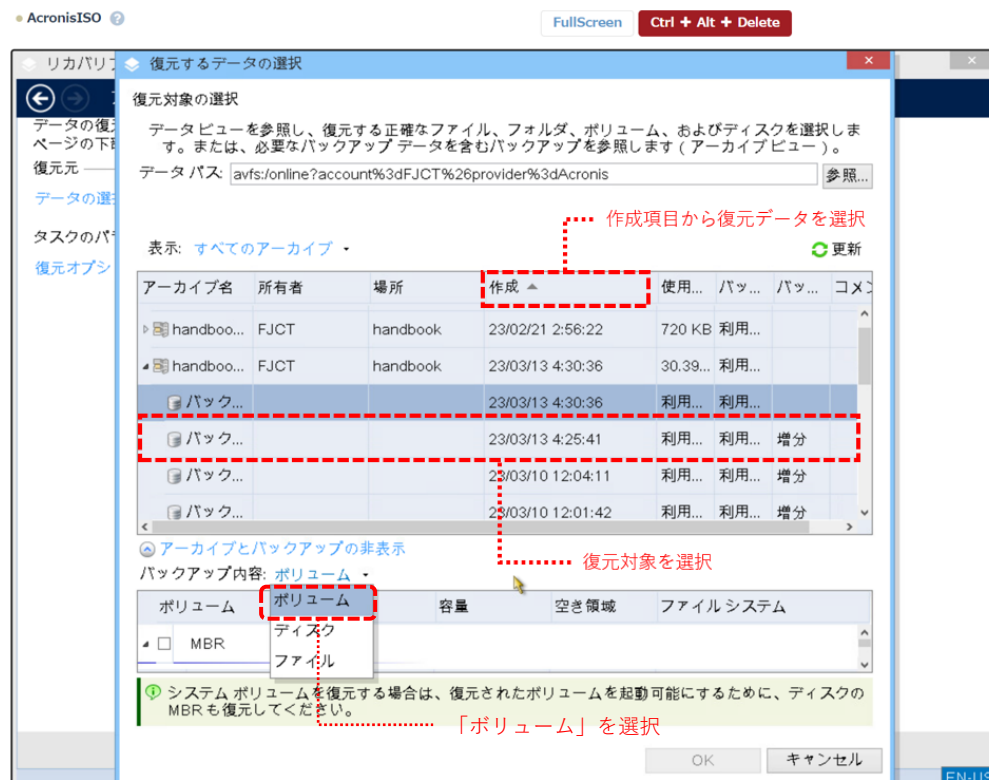 AcronisISO ?
FullScreen
Ctrl + Alt + Delete
リカバリ
復元するデータの選択
復元対象の選択
データの復
ページの下
データビューを参照し、復元する正確なファイル、フォルダ、ボリューム、およびディスクを選択しま
す。または、必要なバックアップ データを含むバックアップを参照します ( アーカイブ ビュー ) 。
復元元
データ パス: avfs:/online?account%3dFJCT%26provider%3dAcronis 参照...
データの選
作成項目から復元データを選択
タスクのパ
表示: すべてのアーカイブ
更新
復元オプシ
アーカイブ名 所有者 場所 作成 使用... バッ... バッ... コメ
handboo... FJCT handbook 23/02/21 2:56:22 720 KB 利用...
handboo... FJCT handbook 23/03/13 4:30:36 30.39... 利用...
バック... 23/03/13 4:30:36 利用... 利用...
バック... 23/03/13 4:25:41 利用... 利用... 増分
バック... 23/03/10 12:04:11 利用... 利用... 増分
バック... 23/03/10 12:01:42 利用... 利用... 増分
アーカイブとバックアップの非表示
復元対象を選択
バックアップ内容: ボリューム
ボリューム ボリューム 容量 空き領域 ファイル システム
ディスク
MBR
ファイル
システム ボリュームを復元する場合は、復元されたボリュームを起動可能にするために、ディスクの
MBR も復元してください。
「ボリューム」を選択
OK
キャンセル
EN-US